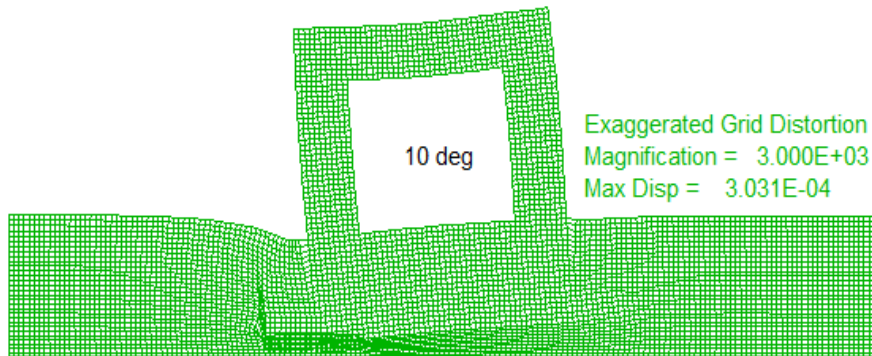 10 deg
Exaggerated Grid Distortion
Magnification =   3.000E+03
Max Disp =   3.031E-04